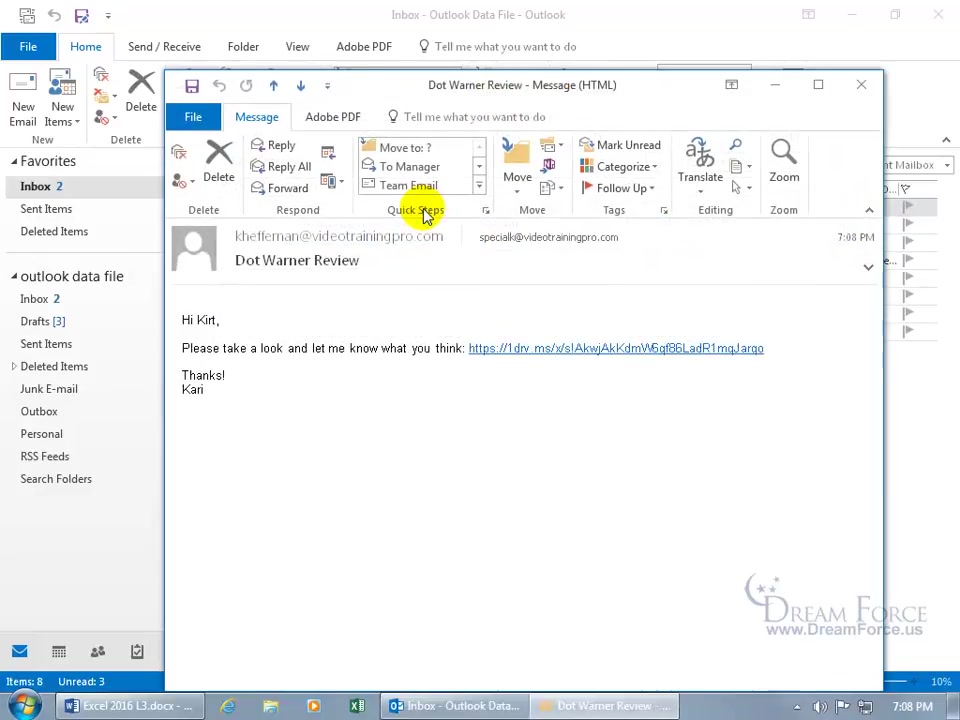 Inbox - Outlook Data File - Outlook
File Home Send / Receive Folder View Adobe PDF Tell me what you want to do
New Email
New Items
Delete
New
Delete
Dot Warner Review - Message (HTML)
File Message Adobe PDF Tell me what you want to do
Delete
Reply
Reply All
Forward
Move to: ?
To Manager
Team Email
Move
Mark Unread
Categorize
Follow Up
Translate
Zoom
Delete Respond Quick Steps Move Tags Editing Zoom
nt Mailbox
Favorites
Inbox 2
Sent Items
Deleted Items
outlook data file
Inbox 2
Drafts [3]
Sent Items
Deleted Items
Junk E-mail
Outbox
Personal
RSS Feeds
Search Folders
kheffernan@videotrainingpro.com specialk@videotrainingpro.com 7:08 PM
Dot Warner Review
Hi Kirt,
Please take a look and let me know what you think: https://1drv.ms/x/s!AkwjAkKdmW6qf86LadR1mqJargo
Thanks!
Kari
DREAM FORCE
www.DreamForce.us
Items: 8 Unread: 3 10%
Excel 2016 L3.docx - ... Inbox - Outlook Data... Dot Warner Review - ... 7:08 PM